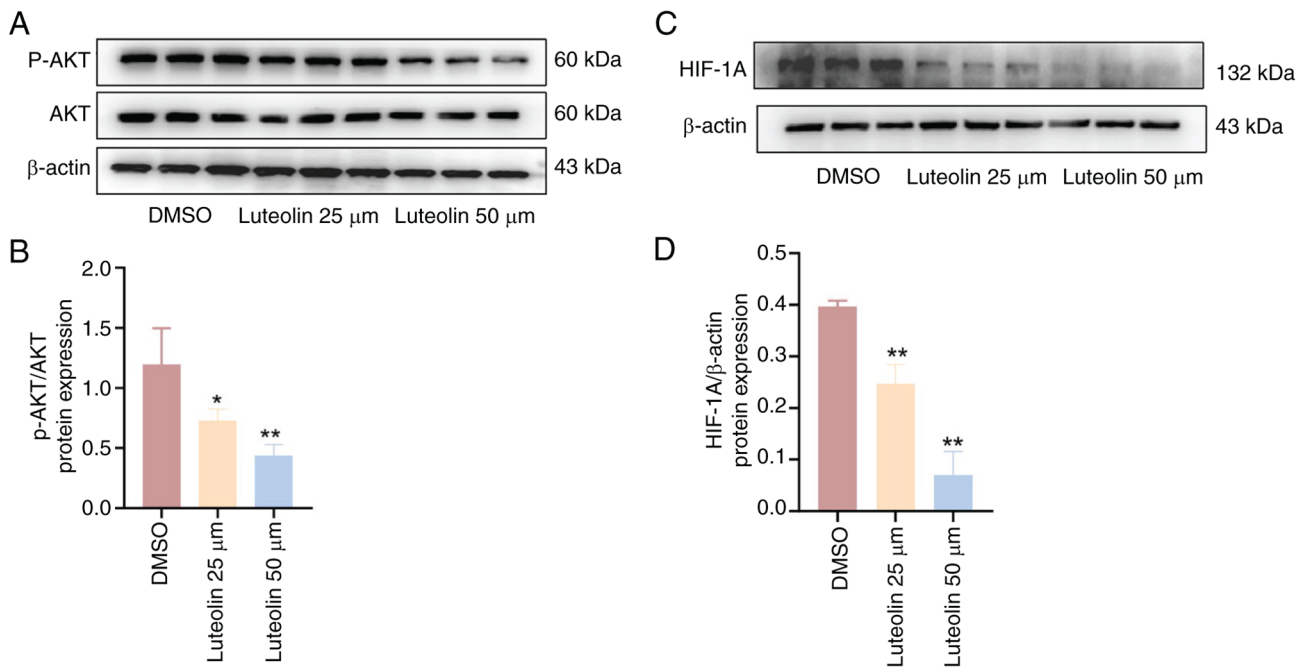 A
P-AKT
60 kDa
AKT
60 kDa
β-actin
43 kDa
DMSO Luteolin 25 μm Luteolin 50 μm
B
p-AKT/AKT
protein expression
2.0
1.5
1.0
0.5
0.0
*
**
DMSO
Luteolin 25 μm
Luteolin 50 μm
C
HIF-1A
132 kDa
β-actin
43 kDa
DMSO Luteolin 25 μm Luteolin 50 μm
D
HIF-1A/β-actin
protein expression
0.5
0.4
0.3
0.2
0.1
0.0
**
**
DMSO
Luteolin 25 μm
Luteolin 50 μm